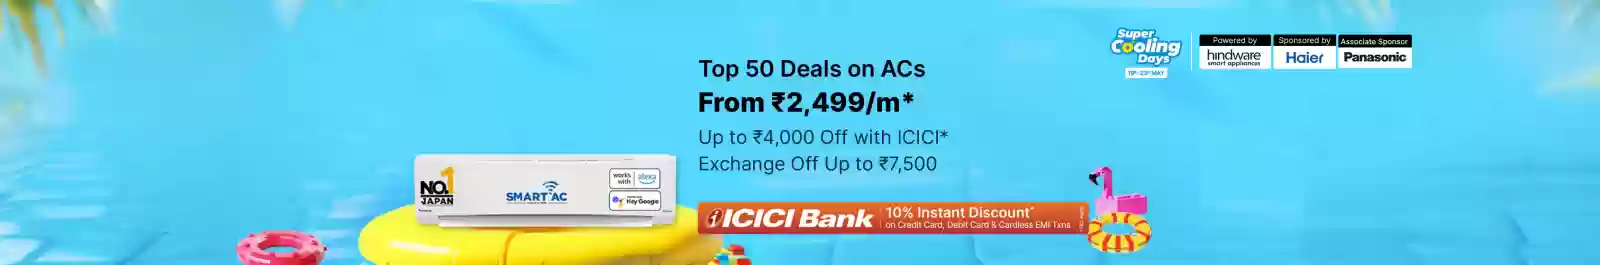 Super
Cooling
Days
19th-23rd MAY
Powered by
hindware
smart appliances
Sponsored by
Haier
Associate Sponsor
Panasonic
Top 50 Deals on ACs
From ₹2,499/m*
Up to ₹4,000 Off with ICICI*
Exchange Off Up to ₹7,500
NO.1
JAPAN
SMART AC
works with alexa
Hey Google
ICICI Bank
10% Instant Discount*
on Credit Card, Debit Card & Cardless EMI Txns